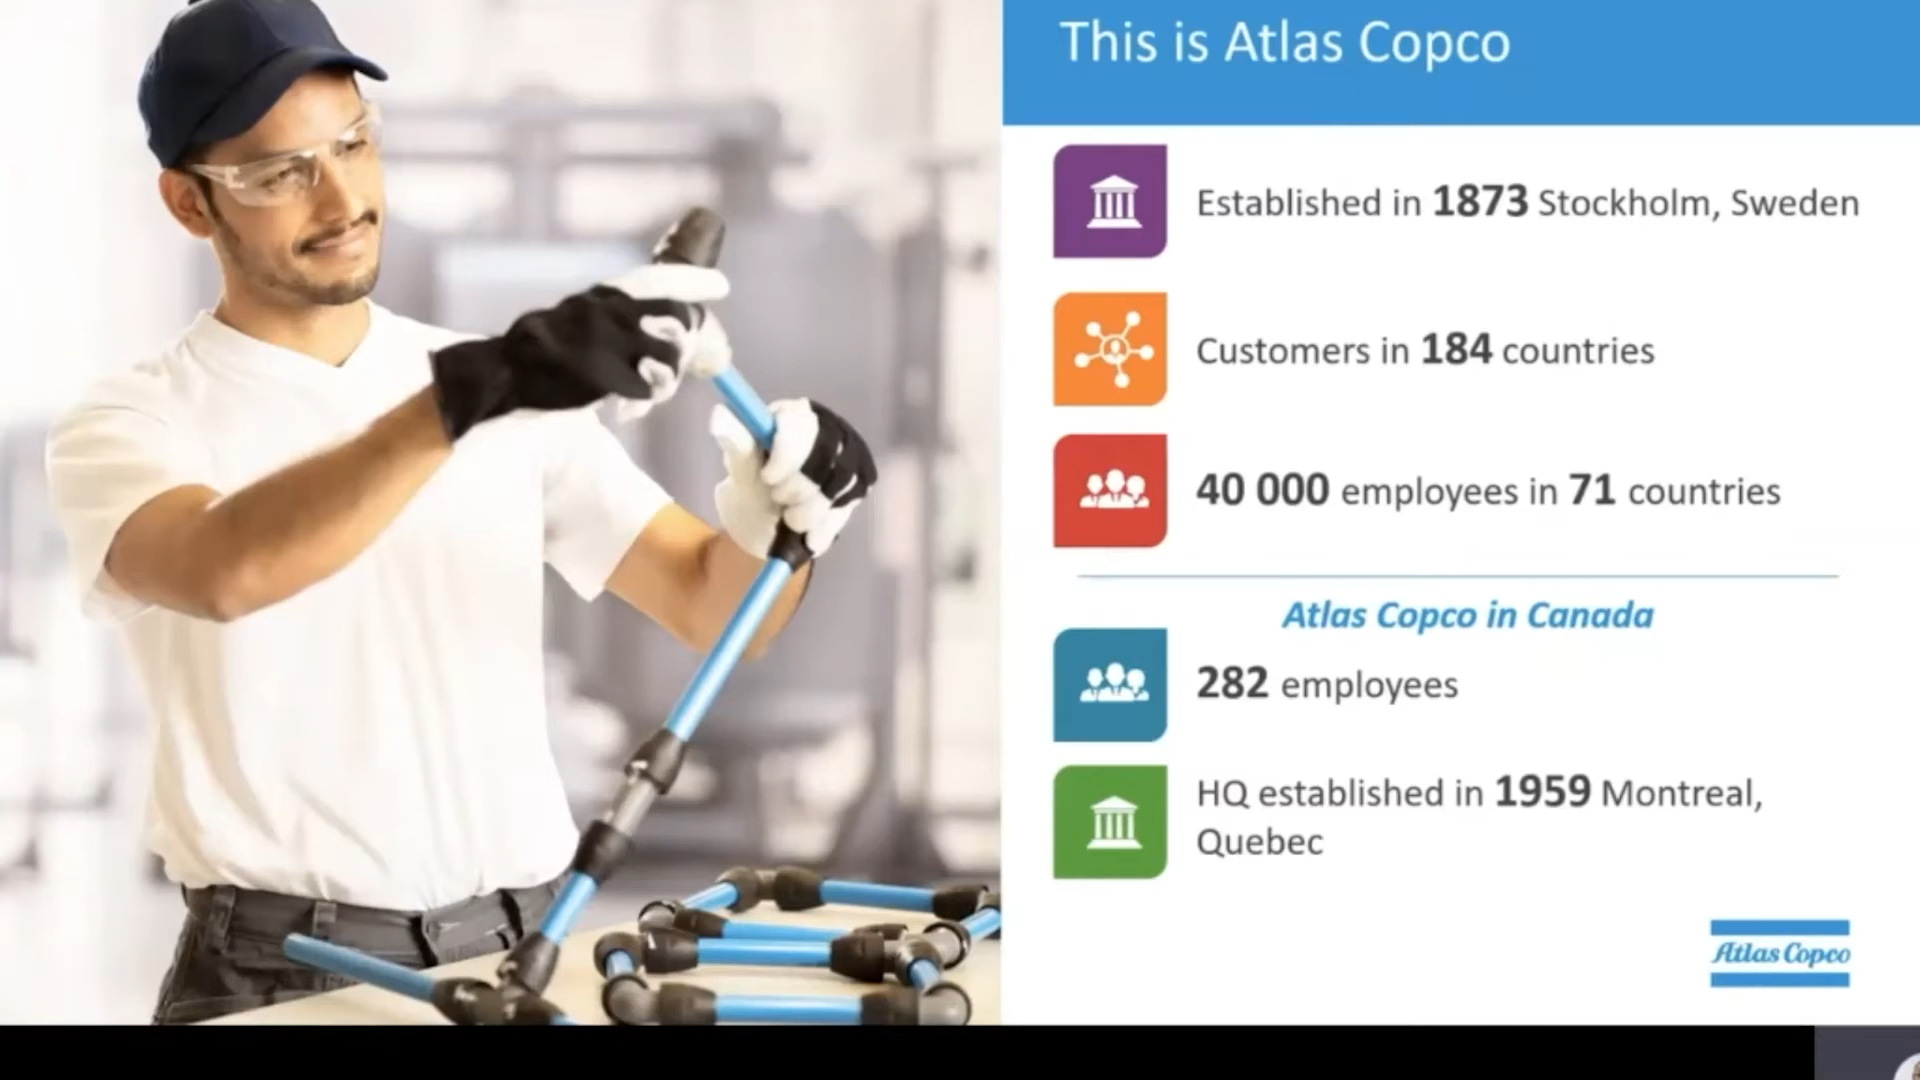 This is Atlas Copco
Established in 1873 Stockholm, Sweden
Customers in 184 countries
40 000 employees in 71 countries
Atlas Copco in Canada
282 employees
HQ established in 1959 Montreal,
Quebec
Atlas Copco